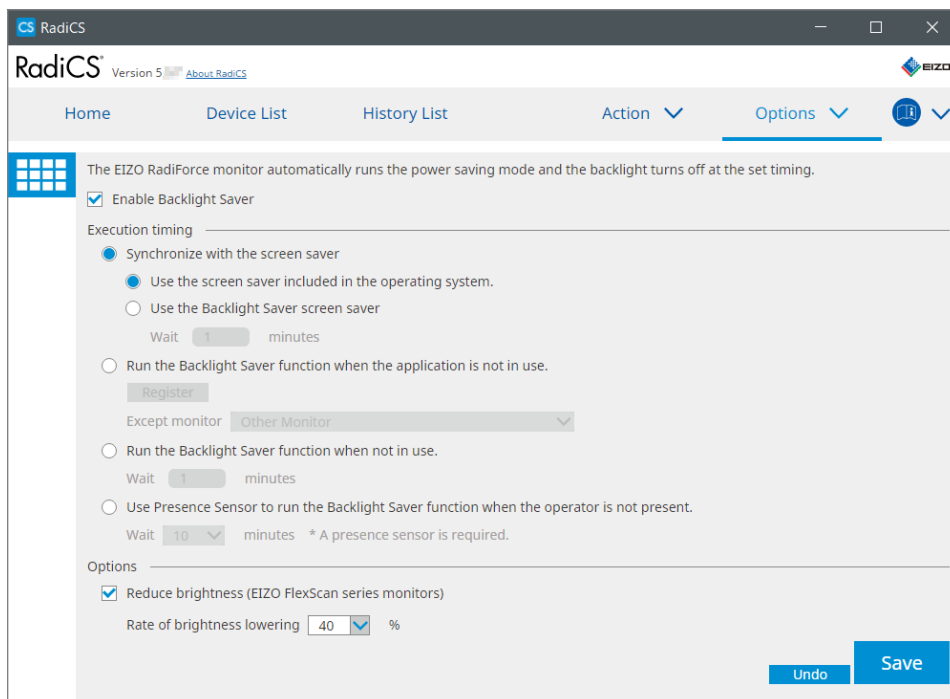 CS RadiCS
RadiCS® Version 5. About RadiCS
EIZO
Home Device List History List Action Options
The EIZO RadiForce monitor automatically runs the power saving mode and the backlight turns off at the set timing.
Enable Backlight Saver
Execution timing
Synchronize with the screen saver
Use the screen saver included in the operating system.
Use the Backlight Saver screen saver
Wait 1 minutes
Run the Backlight Saver function when the application is not in use.
Register
Except monitor Other Monitor
Run the Backlight Saver function when not in use.
Wait 1 minutes
Use Presence Sensor to run the Backlight Saver function when the operator is not present.
Wait 10 minutes * A presence sensor is required.
Options
Reduce brightness (EIZO FlexScan series monitors)
Rate of brightness lowering 40 %
Save
Undo